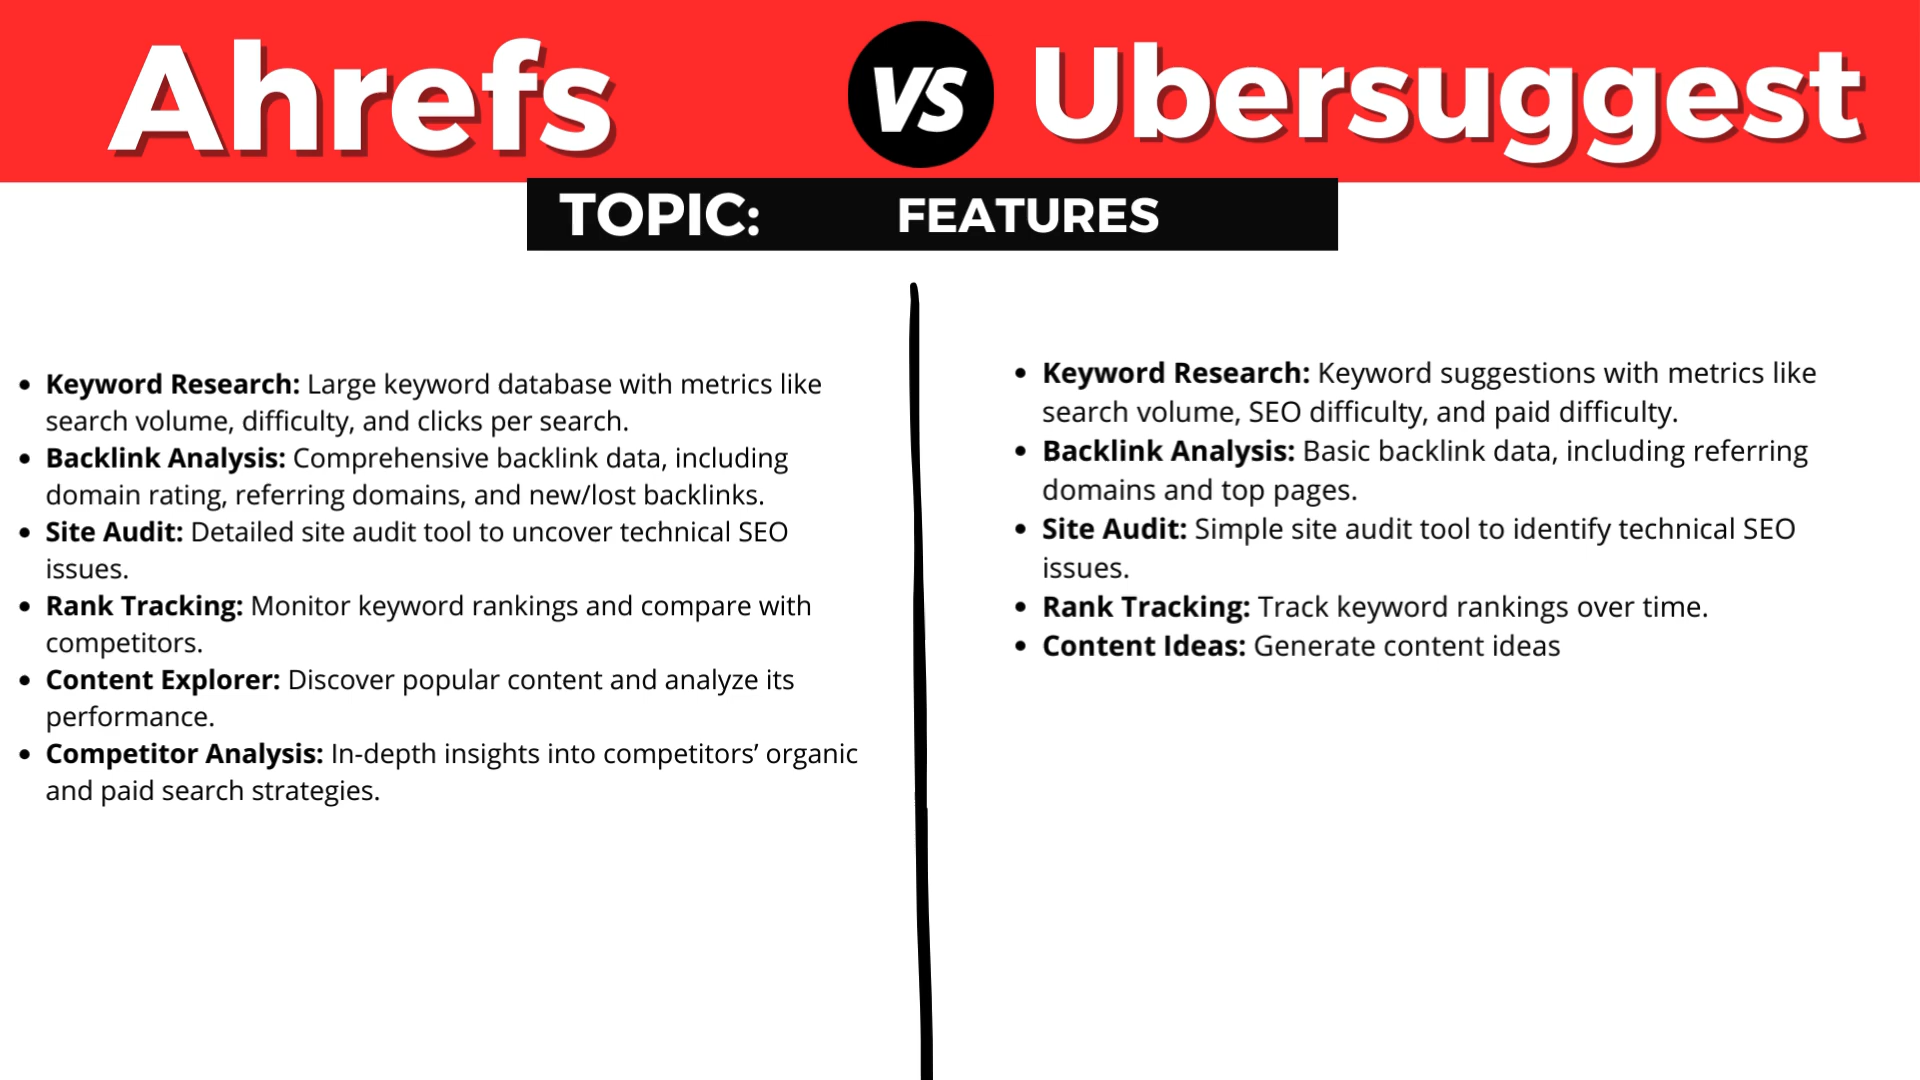 Ahrefs
VS
Ubersuggest
TOPIC: FEATURES
• Keyword Research: Large keyword database with metrics like
search volume, difficulty, and clicks per search.
• Backlink Analysis: Comprehensive backlink data, including
domain rating, referring domains, and new/lost backlinks.
• Site Audit: Detailed site audit tool to uncover technical SEO
issues.
• Rank Tracking: Monitor keyword rankings and compare with
competitors.
• Content Explorer: Discover popular content and analyze its
performance.
• Competitor Analysis: In-depth insights into competitors’ organic
and paid search strategies.
• Keyword Research: Keyword suggestions with metrics like
search volume, SEO difficulty, and paid difficulty.
• Backlink Analysis: Basic backlink data, including referring
domains and top pages.
• Site Audit: Simple site audit tool to identify technical SEO
issues.
• Rank Tracking: Track keyword rankings over time.
• Content Ideas: Generate content ideas